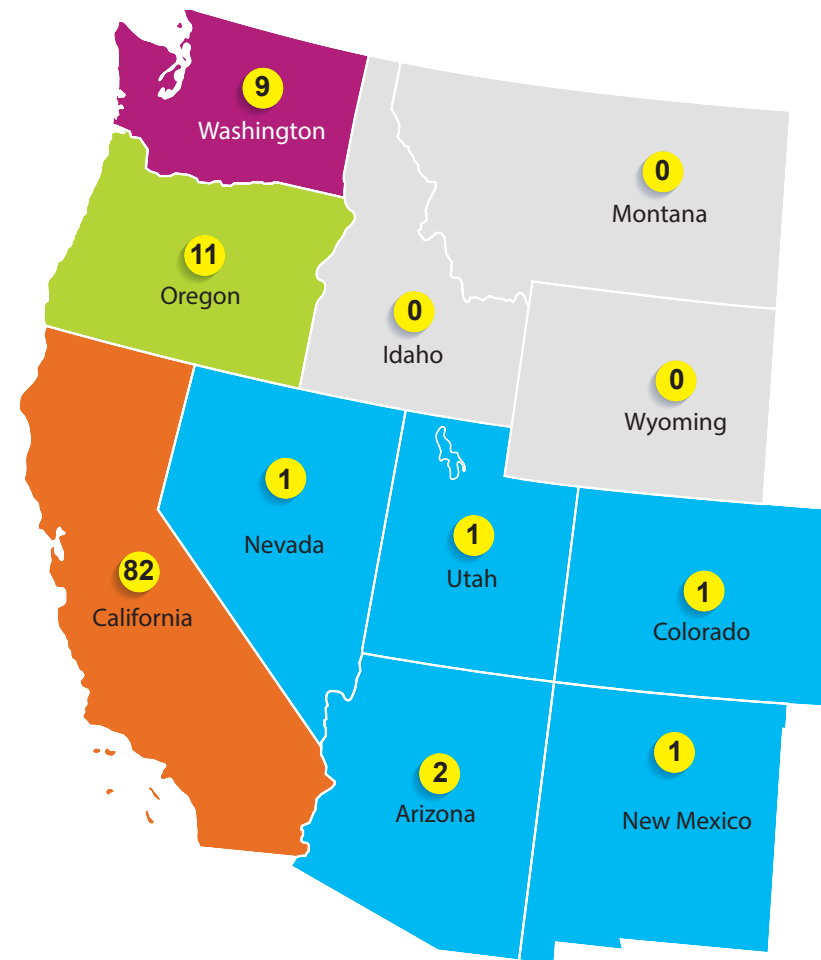 9
Washington
0
Montana
11
Oregon
0
Idaho
0
Wyoming
1
Nevada
1
Utah
82
California
1
Colorado
2
Arizona
1
New Mexico